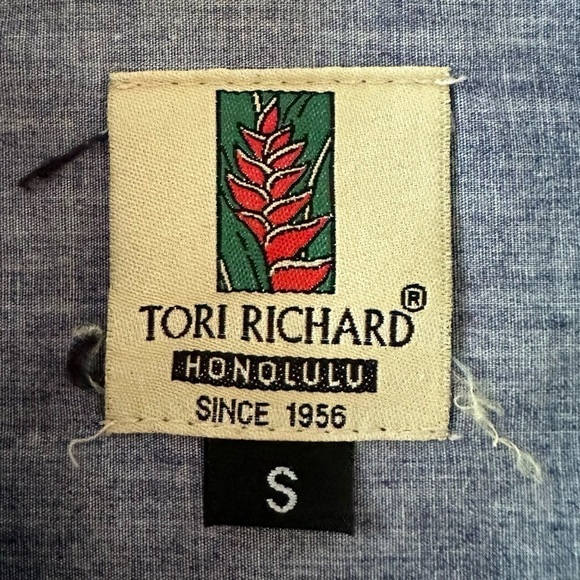 TORI RICHARD®
HONOLULU
SINCE 1956
S